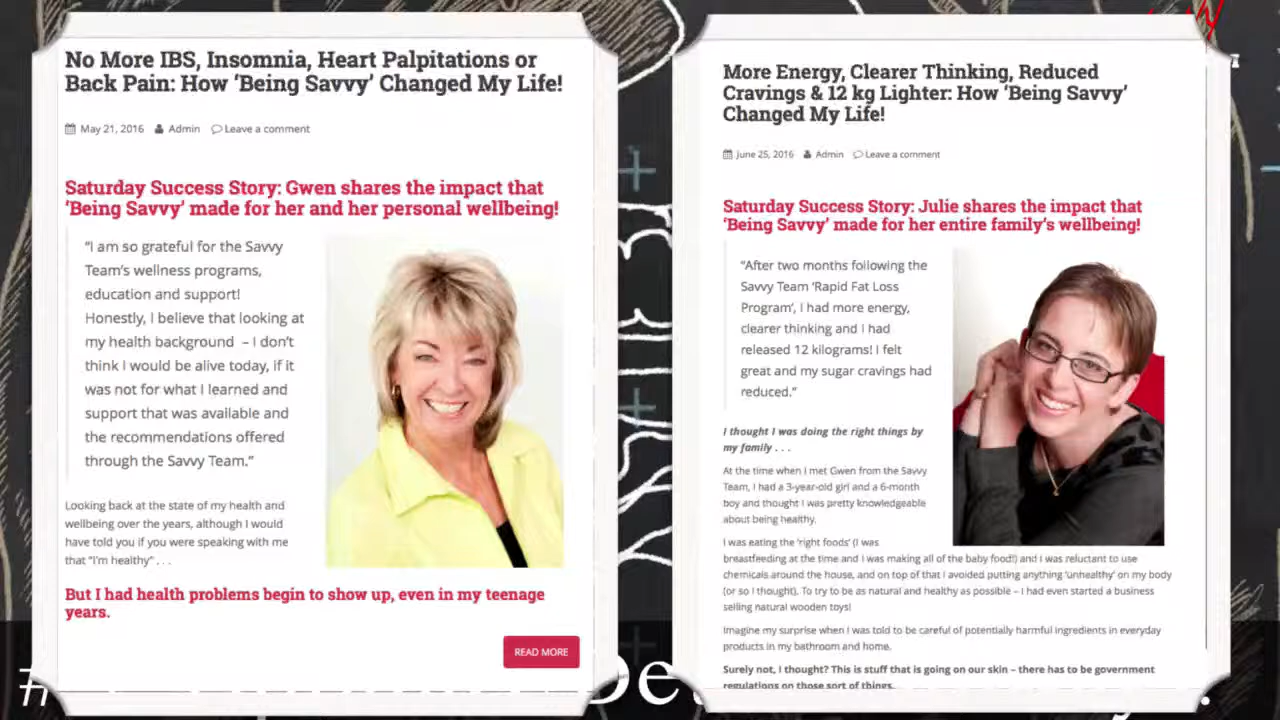 No More IBS, Insomnia, Heart Palpitations or
Back Pain: How ‘Being Savvy’ Changed My Life!
May 21, 2016 Admin Leave a comment
Saturday Success Story: Gwen shares the impact that
‘Being Savvy’ made for her and her personal wellbeing!
“I am so grateful for the Savvy
Team’s wellness programs,
education and support!
Honestly, I believe that looking at
my health background – I don’t
think I would be alive today, if it
was not for what I learned and
support that was available and
the recommendations offered
through the Savvy Team.”
Looking back at the state of my health and
wellbeing over the years, although I would
have told you if you were speaking with me
that “I’m healthy” . . .
But I had health problems begin to show up, even in my teenage
years.
READ MORE
More Energy, Clearer Thinking, Reduced
Cravings & 12 kg Lighter: How ‘Being Savvy’
Changed My Life!
June 25, 2016 Admin Leave a comment
Saturday Success Story: Julie shares the impact that
‘Being Savvy’ made for her entire family’s wellbeing!
“After two months following the
Savvy Team ‘Rapid Fat Loss
Program’, I had more energy,
clearer thinking and I had
released 12 kilograms! I felt
great and my sugar cravings had
reduced.”
I thought I was doing the right things by
my family . . .
At the time when I met Gwen from the Savvy
Team, I had a 3-year-old girl and a 6-month
boy and thought I was pretty knowledgeable
about being healthy.
I was eating the ‘right foods’ (I was
breastfeeding at the time and I was making all of the baby food!) and I was reluctant to use
chemicals around the house, and on top of that I avoided putting anything ‘unhealthy’ on my body
(or so I thought). To try to be as natural and healthy as possible – I had even started a business
selling natural wooden toys!
Imagine my surprise when I was told to be careful of potentially harmful ingredients in everyday
products in my bathroom and home.
Surely not, I thought? This is stuff that is going on our skin – there has to be government
regulations on those sort of things.